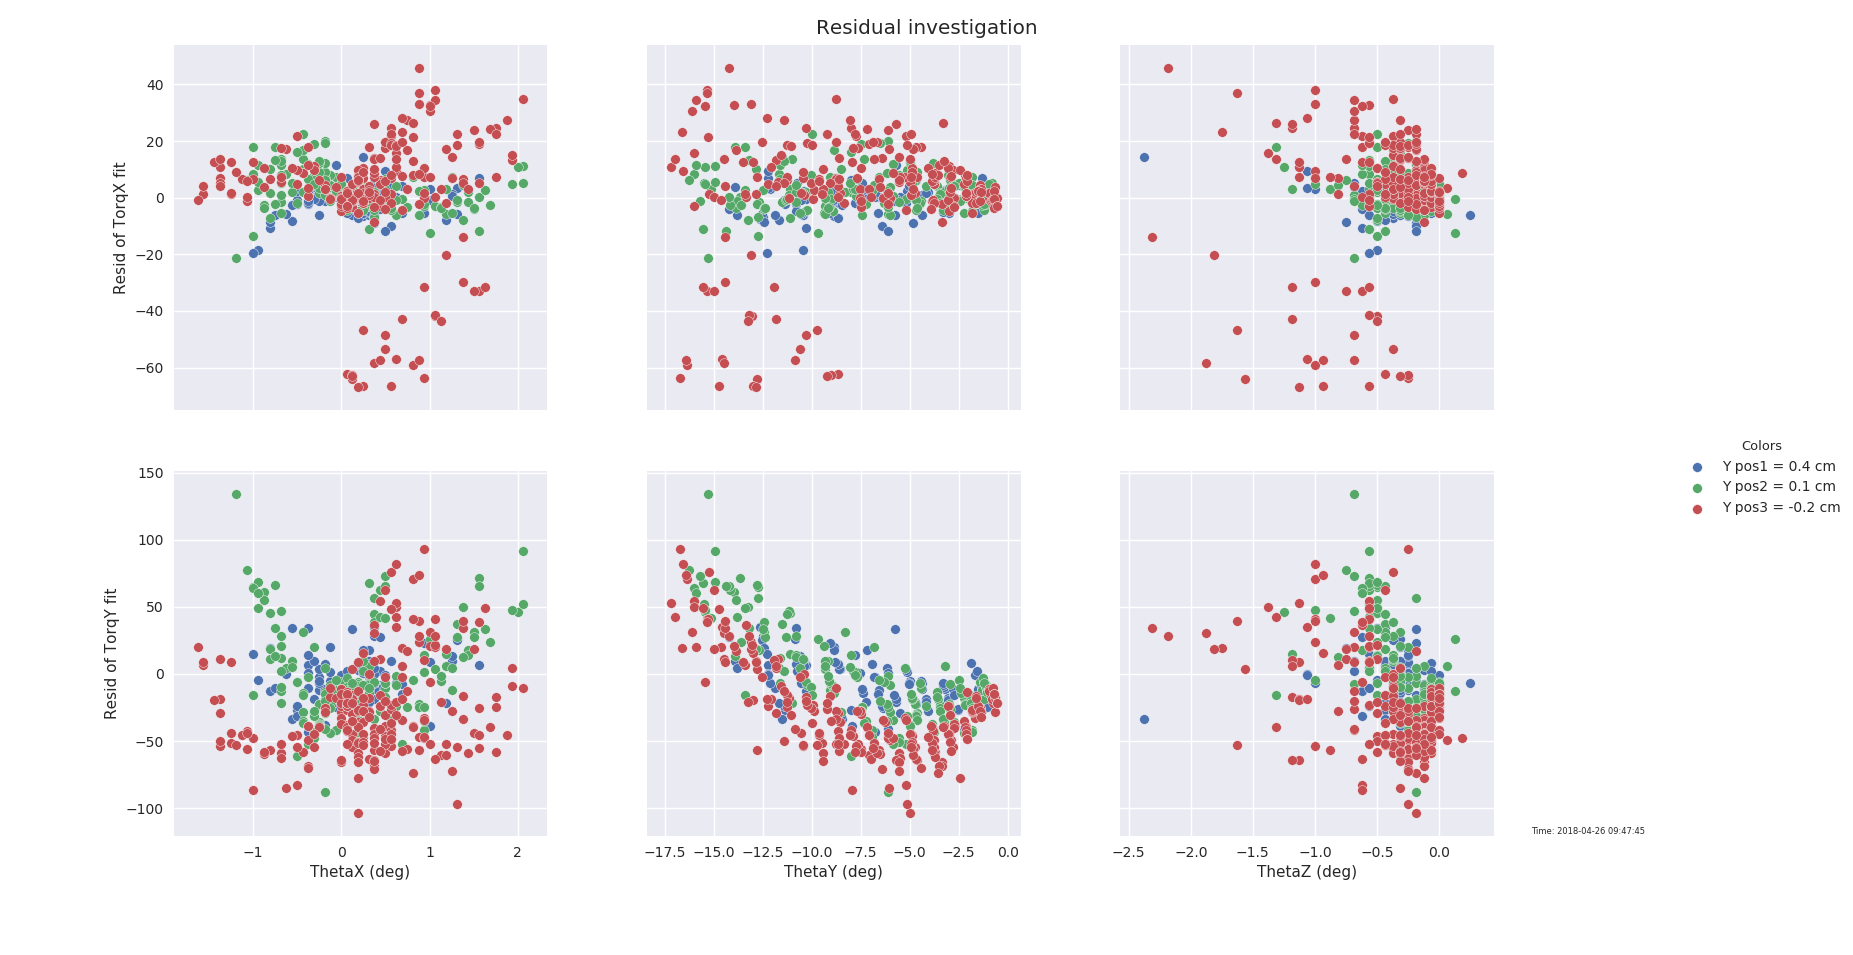 Residual investigation
Resid of TorqX fit
40
20
0
−20
−40
−60
Resid of TorqY fit
150
100
50
0
−50
−100
−1 0 1 2
ThetaX (deg)
−17.5 −15.0 −12.5 −10.0 −7.5 −5.0 −2.5 0.0
ThetaY (deg)
−2.5 −2.0 −1.5 −1.0 −0.5 0.0
ThetaZ (deg)
Colors
Y pos1 = 0.4 cm
Y pos2 = 0.1 cm
Y pos3 = -0.2 cm
Time: 2018-04-26 09:47:45